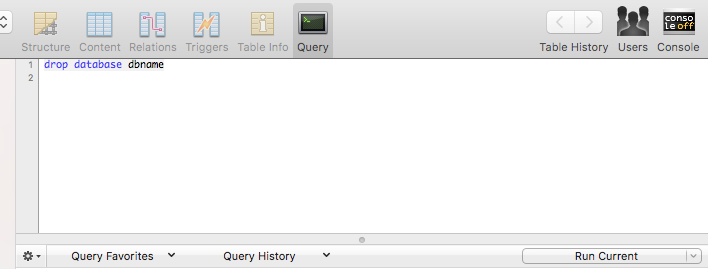 Structure Content Relations Triggers Table Info Query Table History Users Console
conso
le off
1 drop database dbname
2
Query Favorites Query History Run Current